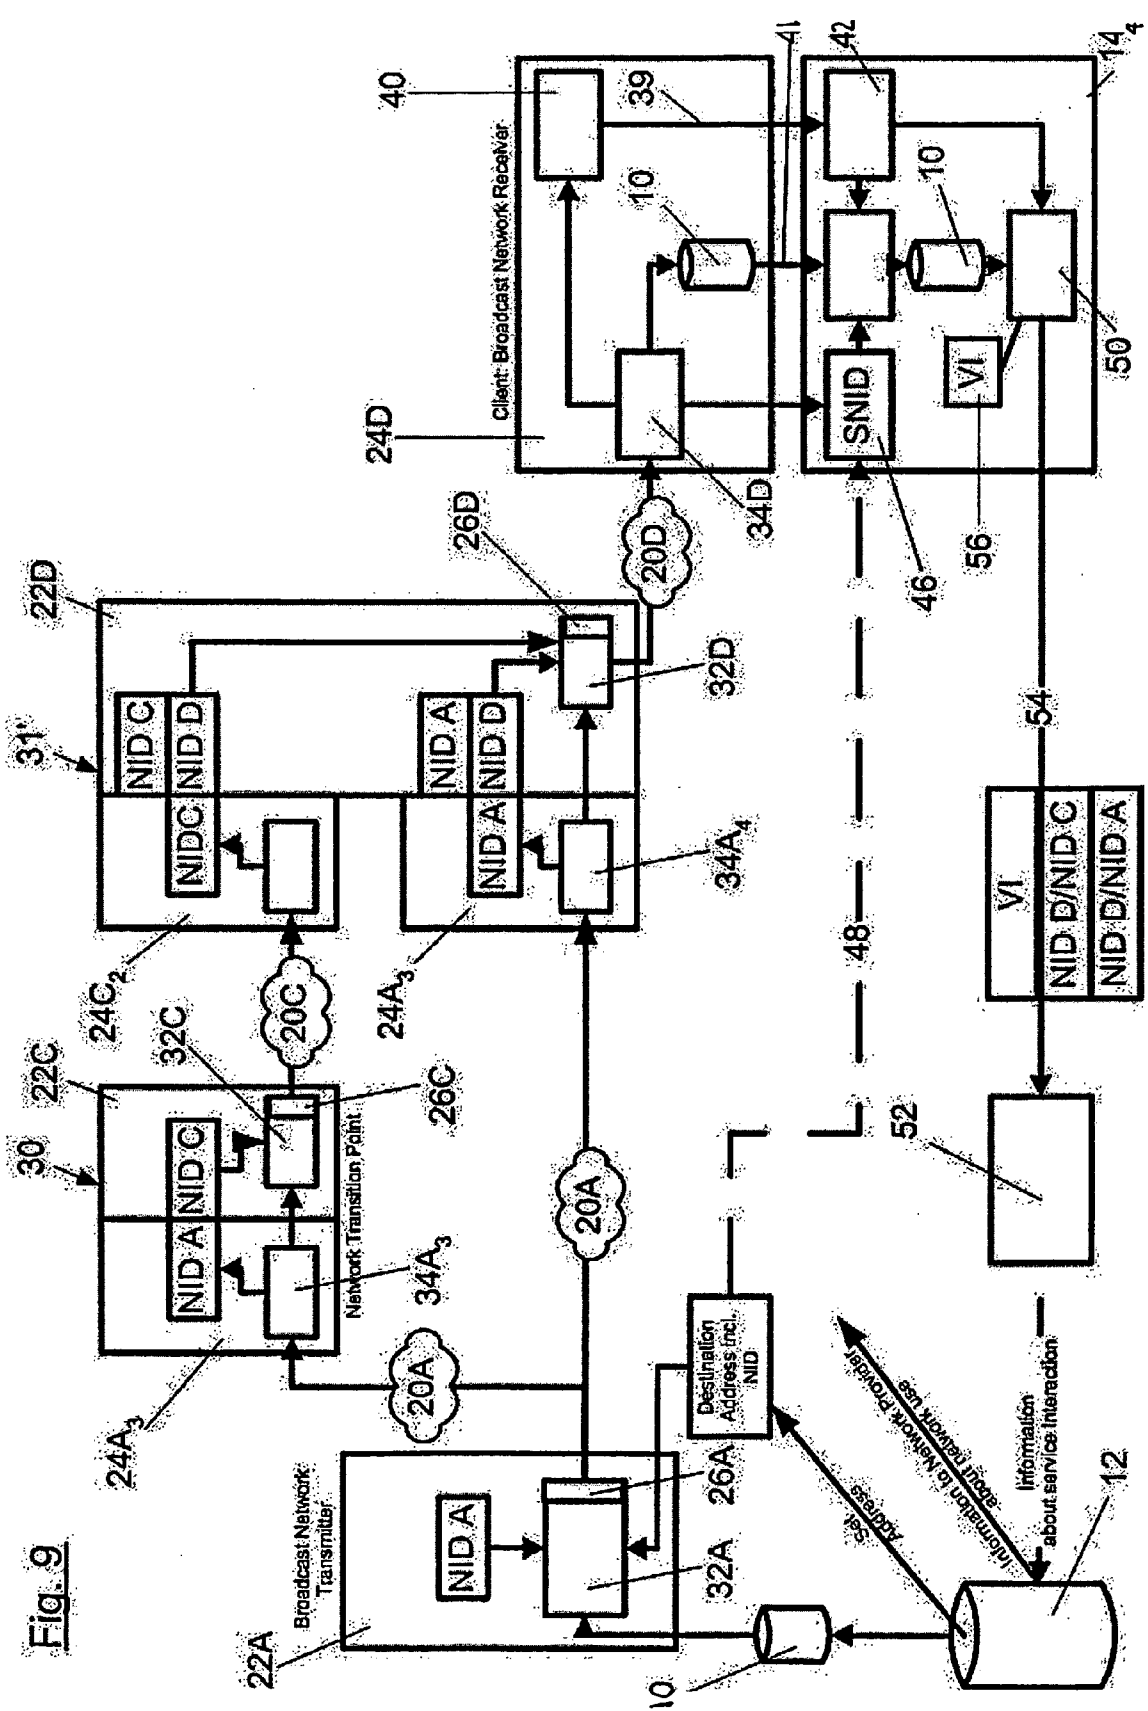 Fig. 9
22A
Broadcast Network
Transmitter
NID A
32A
26A
10
12
Set
Address
Destination
Address incl.
NID
Information to Network Provider
about network use
Information
about service interaction
20A
20A
24A3
34A3
Network Transition Point
NID A
NID C
30
22C
32C
26C
20C
24C2
24A3
34A4
NIDC
NID C
NID D
NID A
NID A
NID D
31'
22D
32D
26D
20D
24D
Client: Broadcast Network Receiver
34D
10
40
39
41
42
144
10
SNID
46
VI
56
50
48
54
VI
NID D/NID C
NID D/NID A
52